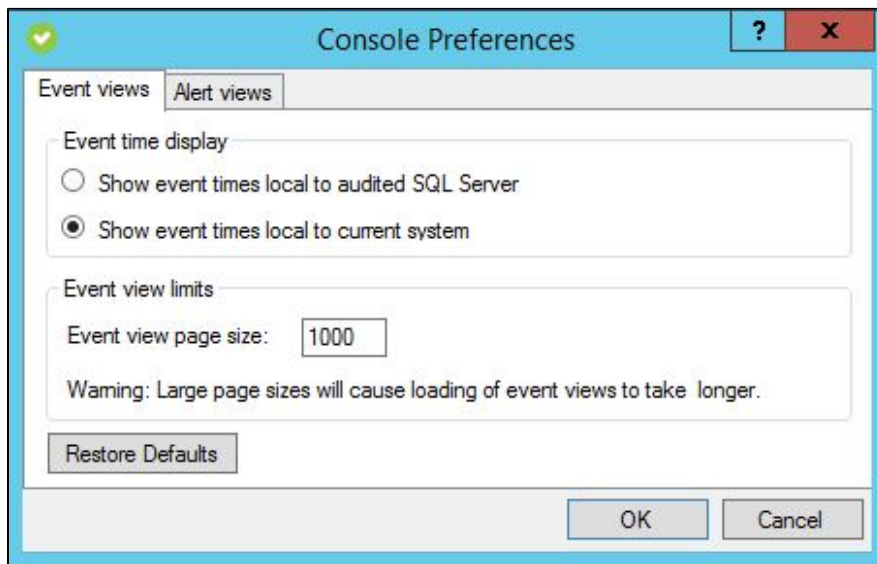 Console Preferences
?
x
Event views
Alert views
Event time display
Show event times local to audited SQL Server
Show event times local to current system
Event view limits
Event view page size:
1000
Warning: Large page sizes will cause loading of event views to take longer.
Restore Defaults
OK
Cancel